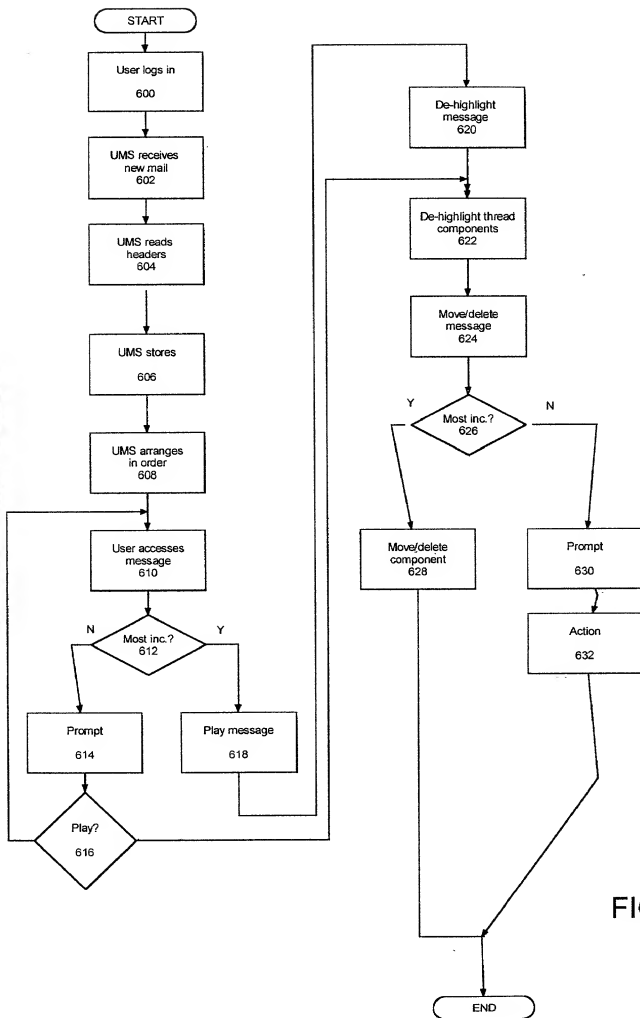 START
User logs in
600
UMS receives
new mail
602
UMS reads
headers
604
UMS stores
606
UMS arranges
in order
608
User accesses
message
610
Most inc.?
612
N
Y
Prompt
614
Play message
618
Play?
616
De-highlight
message
620
De-highlight thread
components
622
Move/delete
message
624
Most inc.?
626
Y
N
Move/delete
component
628
Prompt
630
Action
632
END